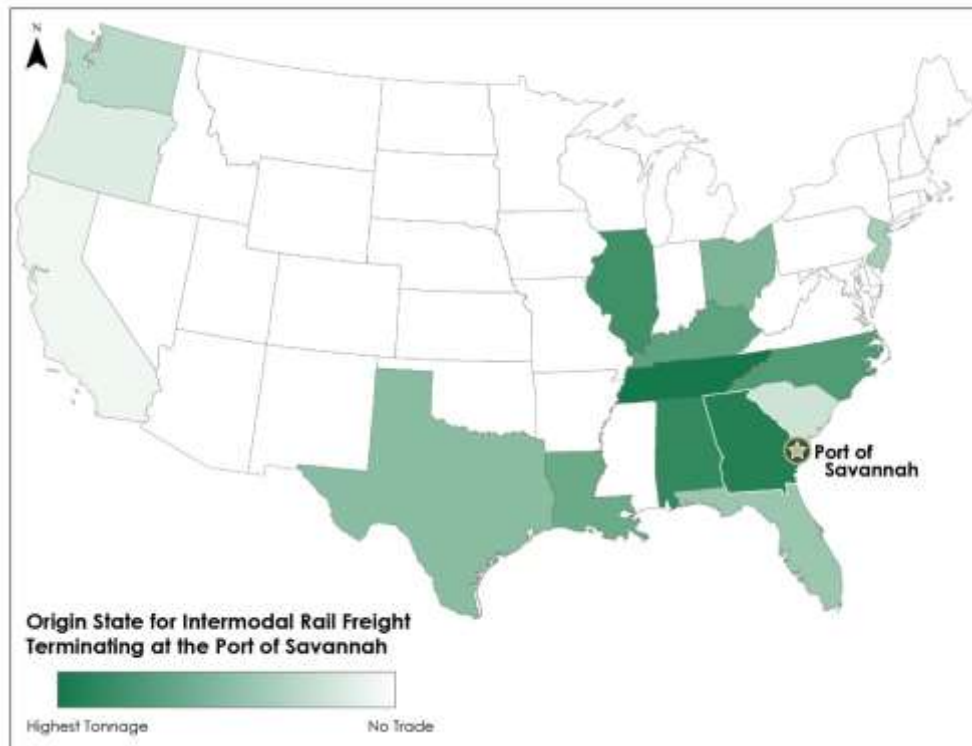 N
Port of
Savannah
Origin State for Intermodal Rail Freight
Terminating at the Port of Savannah
Highest Tonnage
No Trade